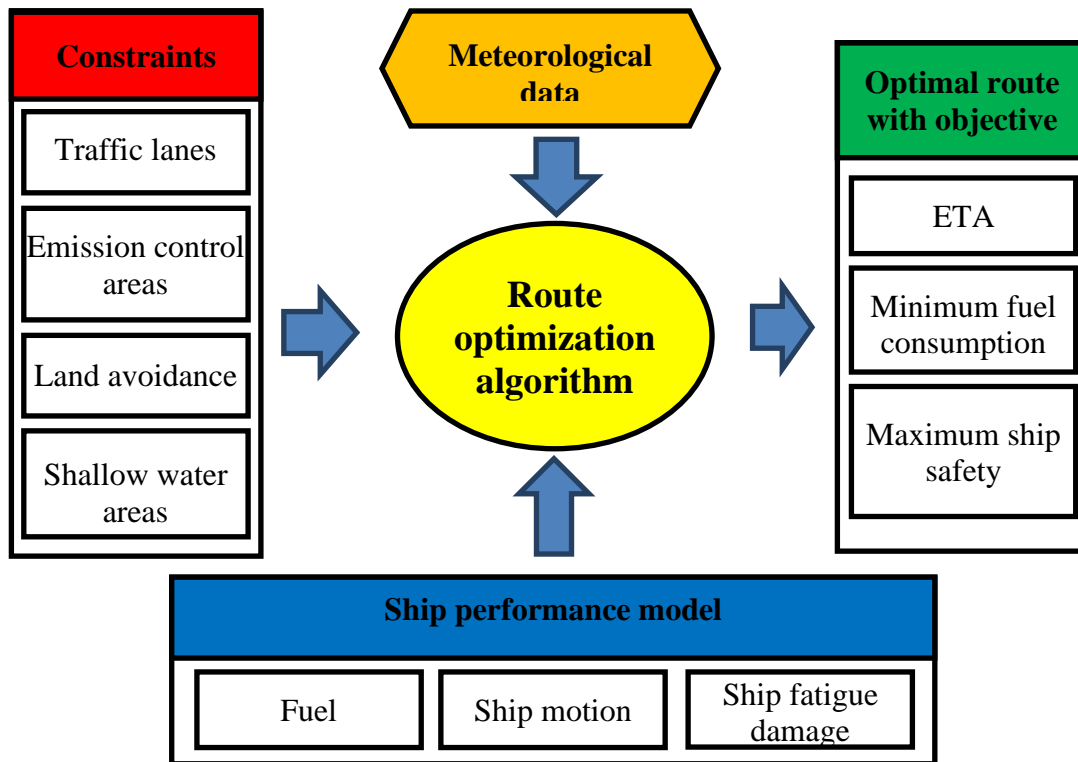 Constraints
Traffic lanes
Emission control
areas
Land avoidance
Shallow water
areas
Meteorological
data
Route
optimization
algorithm
Optimal route
with objective
ETA
Minimum fuel
consumption
Maximum ship
safety
Ship performance model
Fuel
Ship motion
Ship fatigue
damage